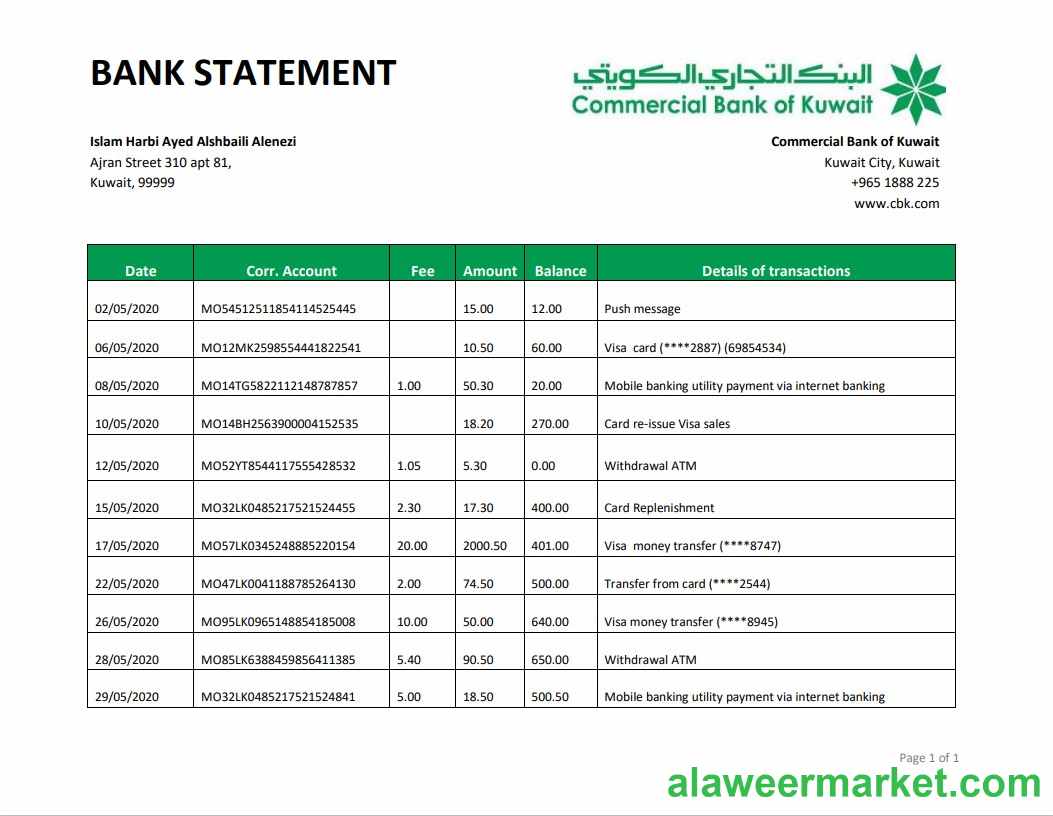 BANK STATEMENT
البنك التجاري الكويتي
Commercial Bank of Kuwait
Islam Harbi Ayed Alshbaili Alenezi
Ajran Street 310 apt 81,
Kuwait, 99999
Commercial Bank of Kuwait
Kuwait City, Kuwait
+965 1888 225
www.cbk.com
Date Corr. Account Fee Amount Balance Details of transactions
02/05/2020 MO54512511854114525445 15.00 12.00 Push message
06/05/2020 MO12MK2598554441822541 10.50 60.00 Visa card (****2887) (69854534)
08/05/2020 MO14TG5822112148787857 1.00 50.30 20.00 Mobile banking utility payment via internet banking
10/05/2020 MO14BH2563900004152535 18.20 270.00 Card re-issue Visa sales
12/05/2020 MO52YT8544117555428532 1.05 5.30 0.00 Withdrawal ATM
15/05/2020 MO32LK0485217521524455 2.30 17.30 400.00 Card Replenishment
17/05/2020 MO57LK0345248885220154 20.00 2000.50 401.00 Visa money transfer (****8747)
22/05/2020 MO47LK0041188785264130 2.00 74.50 500.00 Transfer from card (****2544)
26/05/2020 MO95LK0965148854185008 10.00 50.00 640.00 Visa money transfer (****8945)
28/05/2020 MO85LK6388459856411385 5.40 90.50 650.00 Withdrawal ATM
29/05/2020 MO32LK0485217521524841 5.00 18.50 500.50 Mobile banking utility payment via internet banking
Page 1 of 1
alaweermarket.com